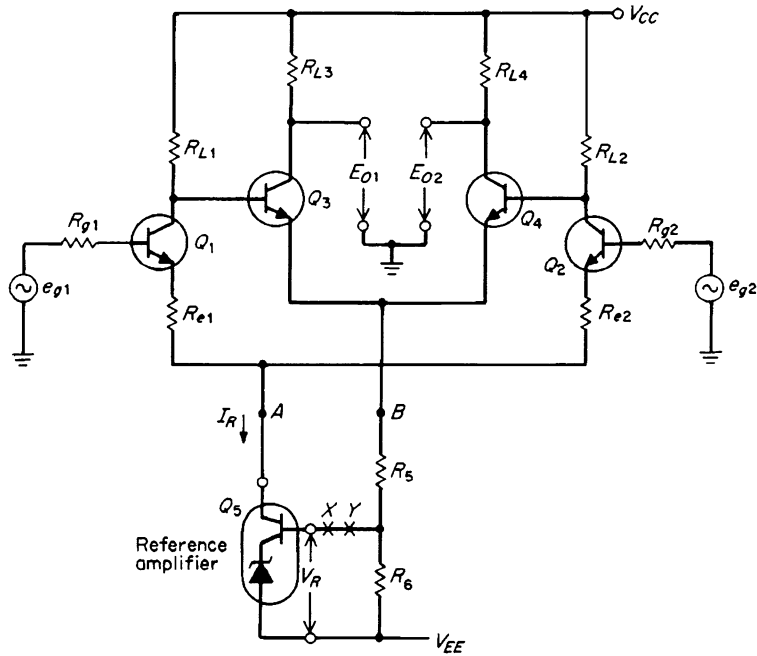 V_CC
R_L3
R_L4
R_L1
R_L2
E_O1
E_O2
Q_3
Q_4
R_g1
Q_1
R_g2
Q_2
e_g1
R_e1
R_e2
e_g2
I_R
A
B
R_5
Q_5
X Y
Reference
amplifier
V_R
R_6
V_EE